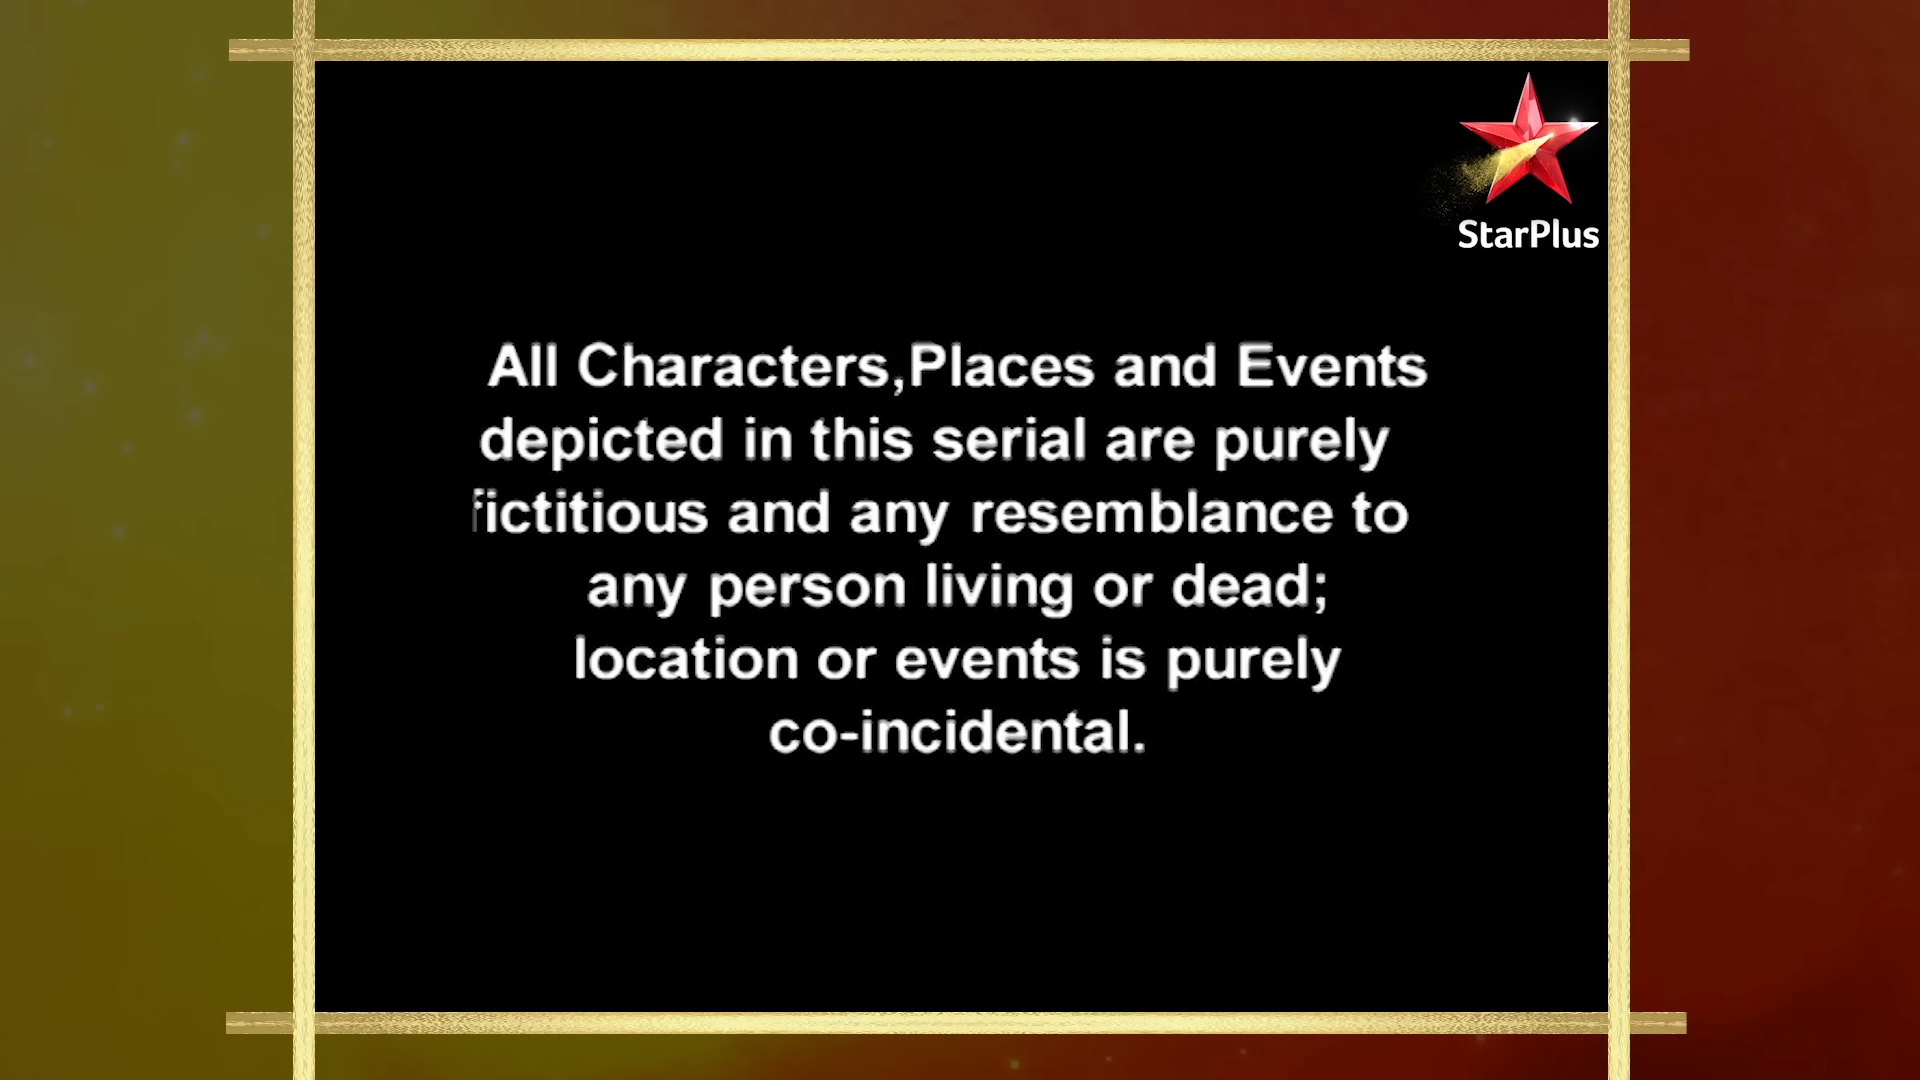 StarPlus
All Characters,Places and Events
depicted in this serial are purely
fictitious and any resemblance to
any person living or dead;
location or events is purely
co-incidental.